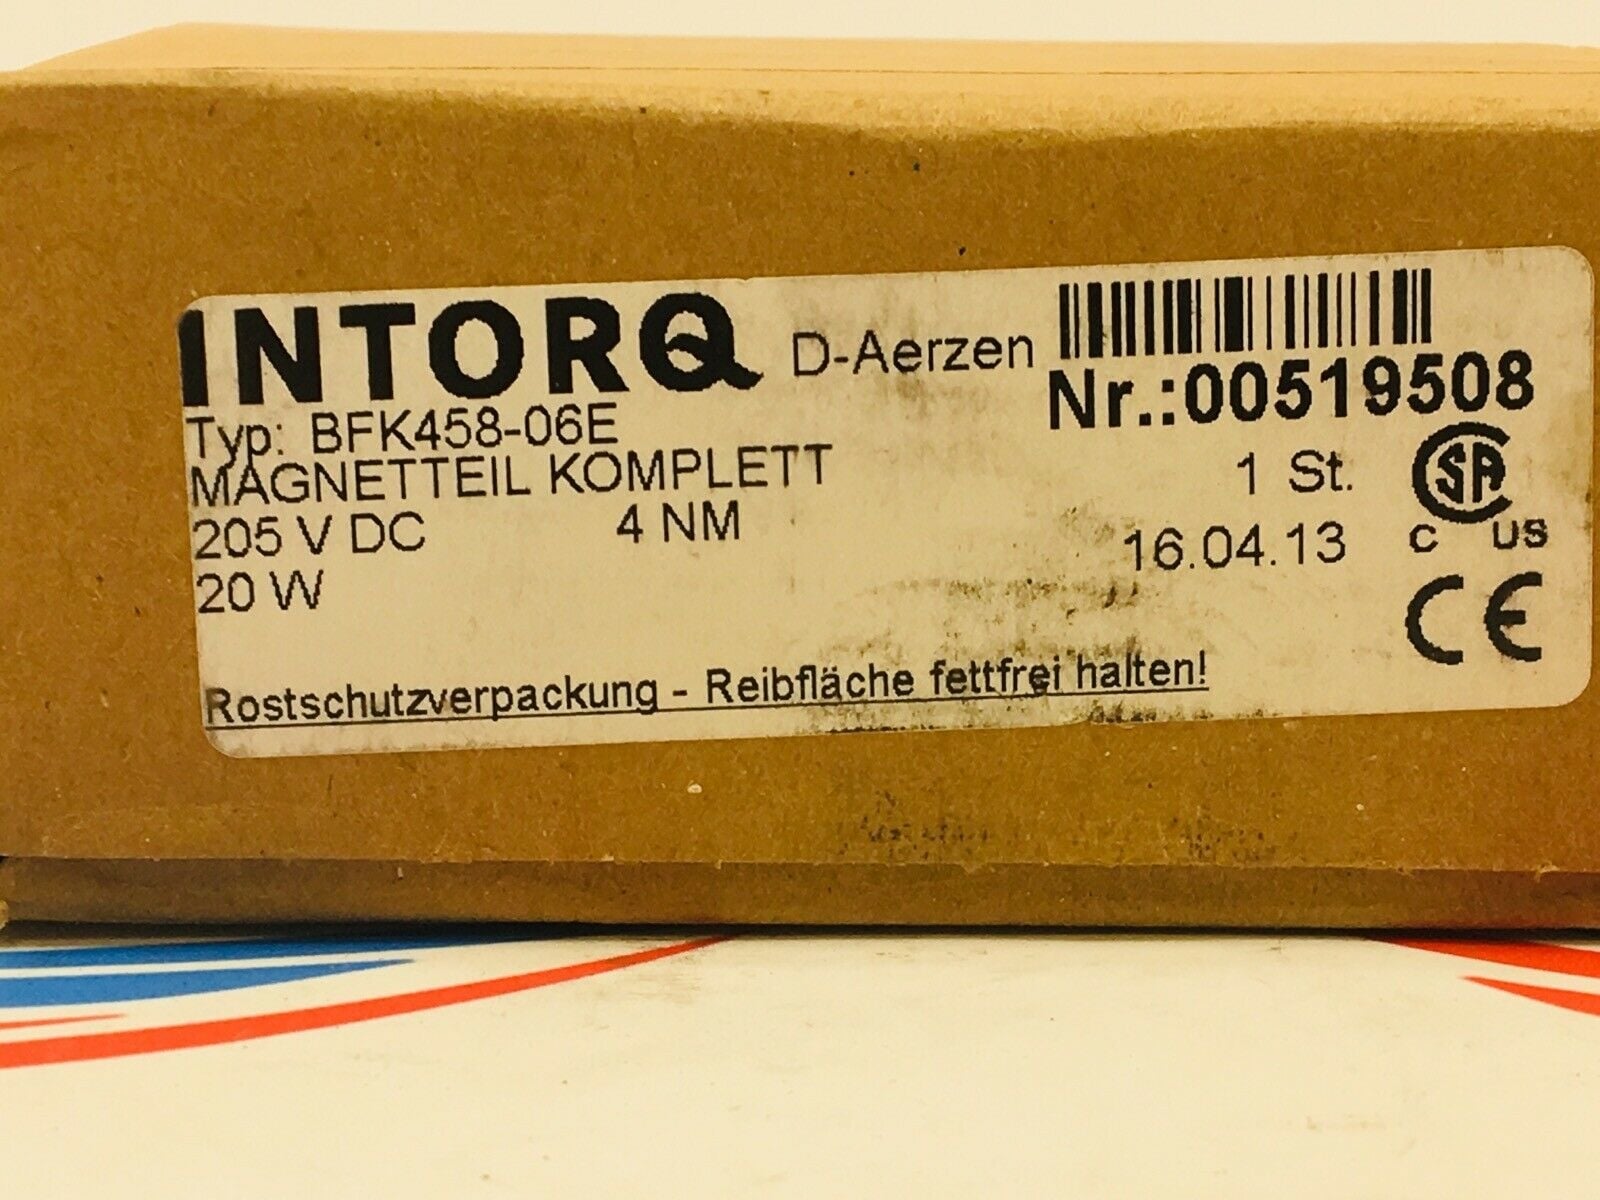 INTORQ D-Aerzen
Nr.:00519508
Typ: BFK458-06E
MAGNETTEIL KOMPLETT 1 St.
205 V DC 4 NM 16.04.13
20 W
SA
C US
CE
Rostschutzverpackung - Reibfläche fettfrei halten!